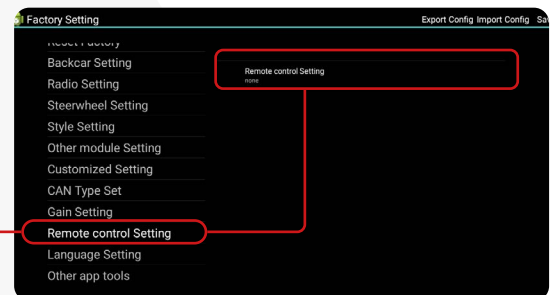 Factory Setting
Export Config Import Config
Backcar Setting
Radio Setting
Steerwheel Setting
Style Setting
Other module Setting
Customized Setting
CAN Type Set
Gain Setting
Remote control Setting
Language Setting
Other app tools
Remote control Setting
none